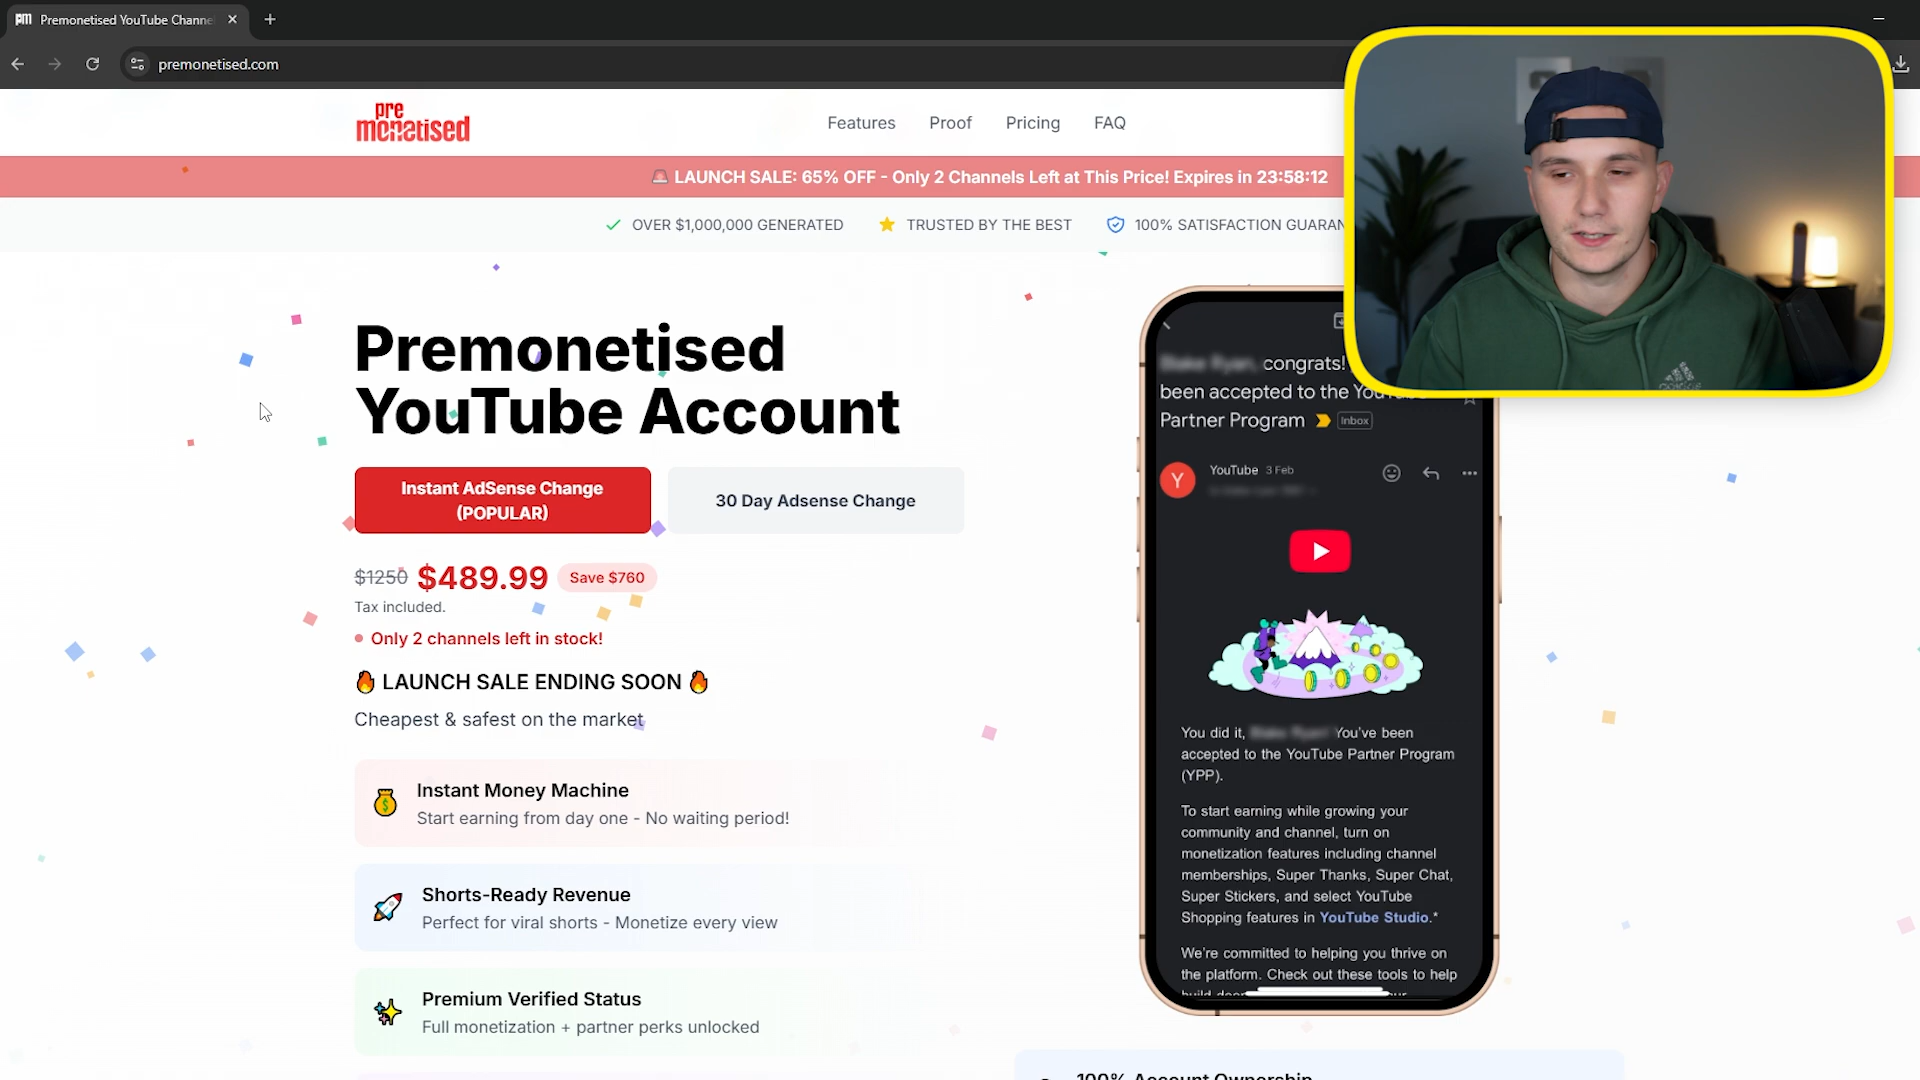 pm Premonetised YouTube Channe
premonetised.com
pre
monetised
Features Proof Pricing FAQ
LAUNCH SALE: 65% OFF - Only 2 Channels Left at This Price! Expires in 23:58:12
OVER $1,000,000 GENERATED TRUSTED BY THE BEST 100% SATISFACTION GUARAN
Premonetised
YouTube Account
Instant AdSense Change
(POPULAR)
30 Day Adsense Change
$1250 $489.99 Save $760
Tax included.
Only 2 channels left in stock!
LAUNCH SALE ENDING SOON
Cheapest & safest on the market
Instant Money Machine
Start earning from day one - No waiting period!
Shorts-Ready Revenue
Perfect for viral shorts - Monetize every view
Premium Verified Status
Full monetization + partner perks unlocked
congrats!
been accepted to the YouTube
Partner Program Inbox
Y YouTube 3 Feb
You did it, You've been
accepted to the YouTube Partner Program
(YPP).
To start earning while growing your
community and channel, turn on
monetization features including channel
memberships, Super Thanks, Super Chat,
Super Stickers, and select YouTube
Shopping features in YouTube Studio.*
We're committed to helping you thrive on
the platform. Check out these tools to help
100% Account Ownership